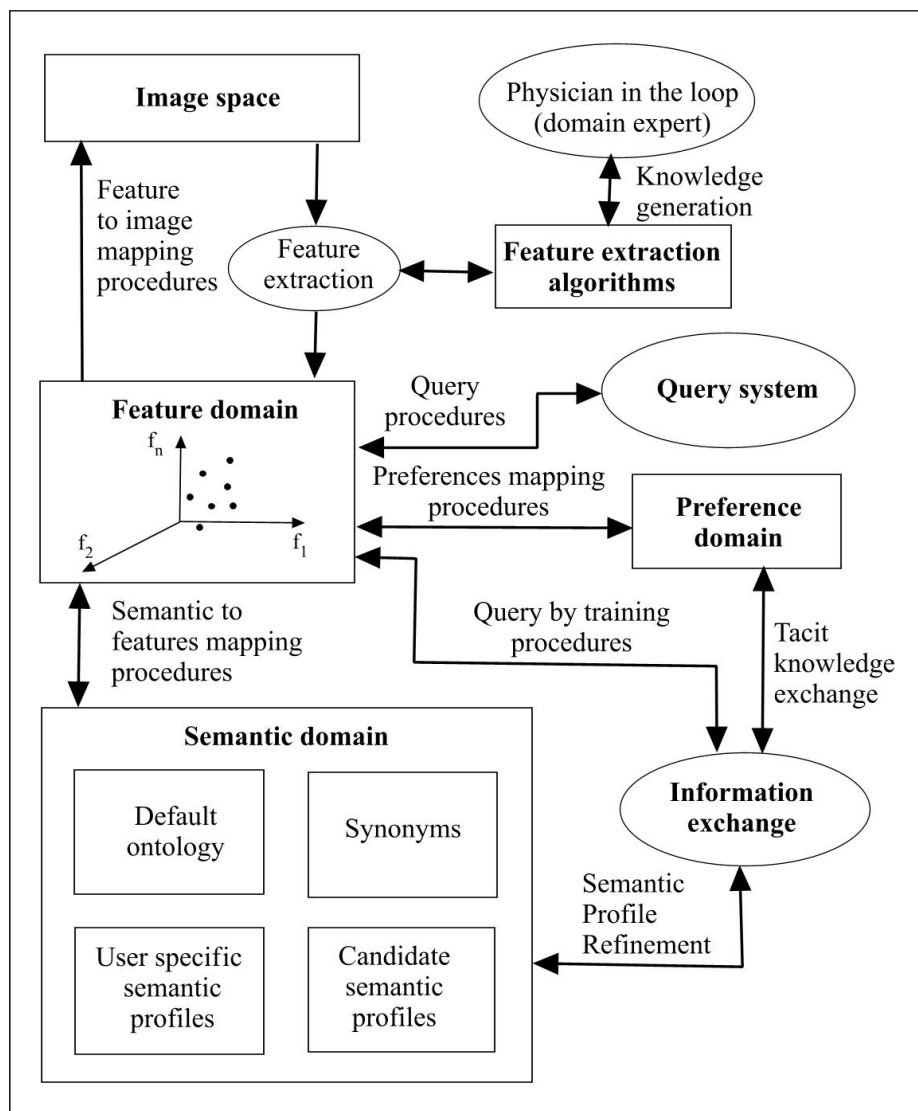 Image space
Physician in the loop
(domain expert)
Feature
to image
mapping
procedures
Knowledge
generation
Feature
extraction
Feature extraction
algorithms
Query
procedures
Query system
Feature domain
fn
f2
f1
Preferences mapping
procedures
Preference
domain
Semantic to
features mapping
procedures
Query by training
procedures
Tacit
knowledge
exchange
Semantic domain
Default
ontology
Synonyms
Information
exchange
User specific
semantic
profiles
Candidate
semantic
profiles
Semantic
Profile
Refinement